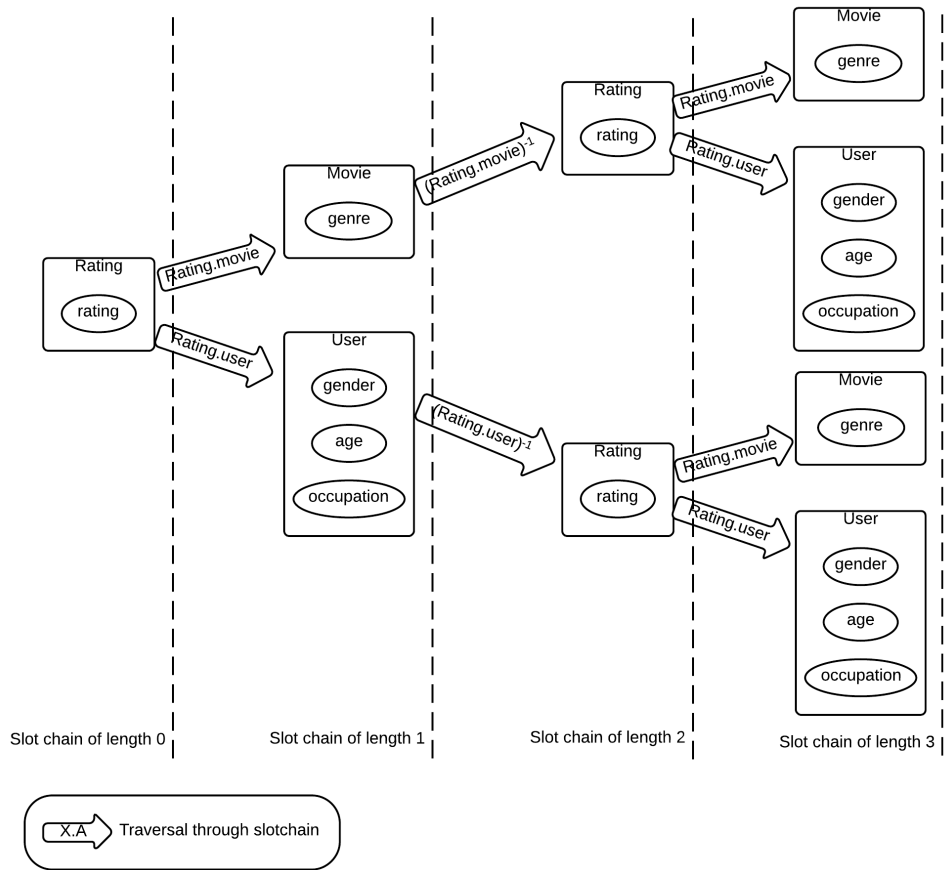 Rating
rating
Rating.movie
Rating.user
Movie
genre
User
gender
age
occupation
(Rating.movie)-1
(Rating.user)-1
Rating
rating
Rating.movie
Rating.user
Rating
rating
Rating.movie
Rating.user
Movie
genre
User
gender
age
occupation
Movie
genre
User
gender
age
occupation
Slot chain of length 0
Slot chain of length 1
Slot chain of length 2
Slot chain of length 3
X.A Traversal through slotchain